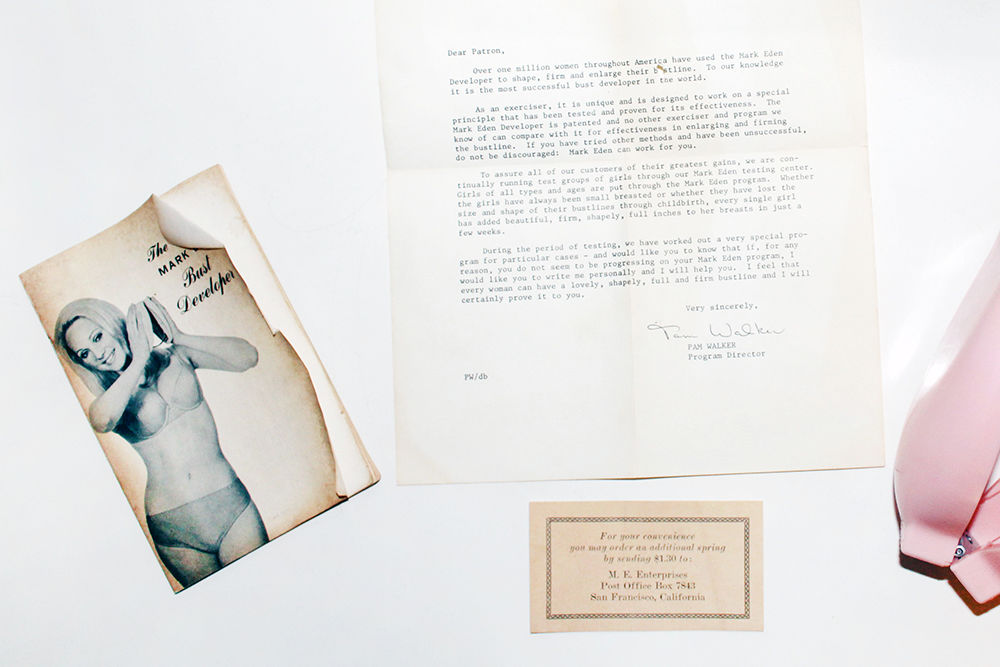 The
MARK
Bust
Developer
Dear Patron,
Over one million women throughout America have used the Mark Eden
Developer to shape, firm and enlarge their b stline. To our knowledge
it is the most successful bust developer in the world.
As an exerciser, it is unique and is designed to work on a special
principle that has been tested and proven for its effectiveness. The
Mark Eden Developer is patented and no other exerciser and program we
know of can compare with it for effectiveness in enlarging and firming
the bustline. If you have tried other methods and have been unsuccessful,
do not be discouraged: Mark Eden can work for you.
To assure all of our customers of their greatest gains, we are con-
tinually running test groups of girls through our Mark Eden testing center.
Girls of all types and ages are put through the Mark Eden program. Whether
the girls have always been small breasted or whether they have lost the
size and shape of their bustlines through childbirth, every single girl
has added beautiful, firm, shapely, full inches to her breasts in just a
few weeks.
During the period of testing, we have worked out a very special pro-
gram for particular cases - and would like you to know that if, for any
reason, you do not seem to be progressing on your Mark Eden program, I
would like you to write me personally and I will help you. I feel that
every woman can have a lovely, shapely, full and firm bustline and I will
certainly prove it to you.
Very sincerely,
Pam Walker
PAM WALKER
Program Director
PW/db
For your convenience
you may order an additional spring
by sending $1.30 to:
M. E. Enterprises
Post Office Box 7843
San Francisco, California